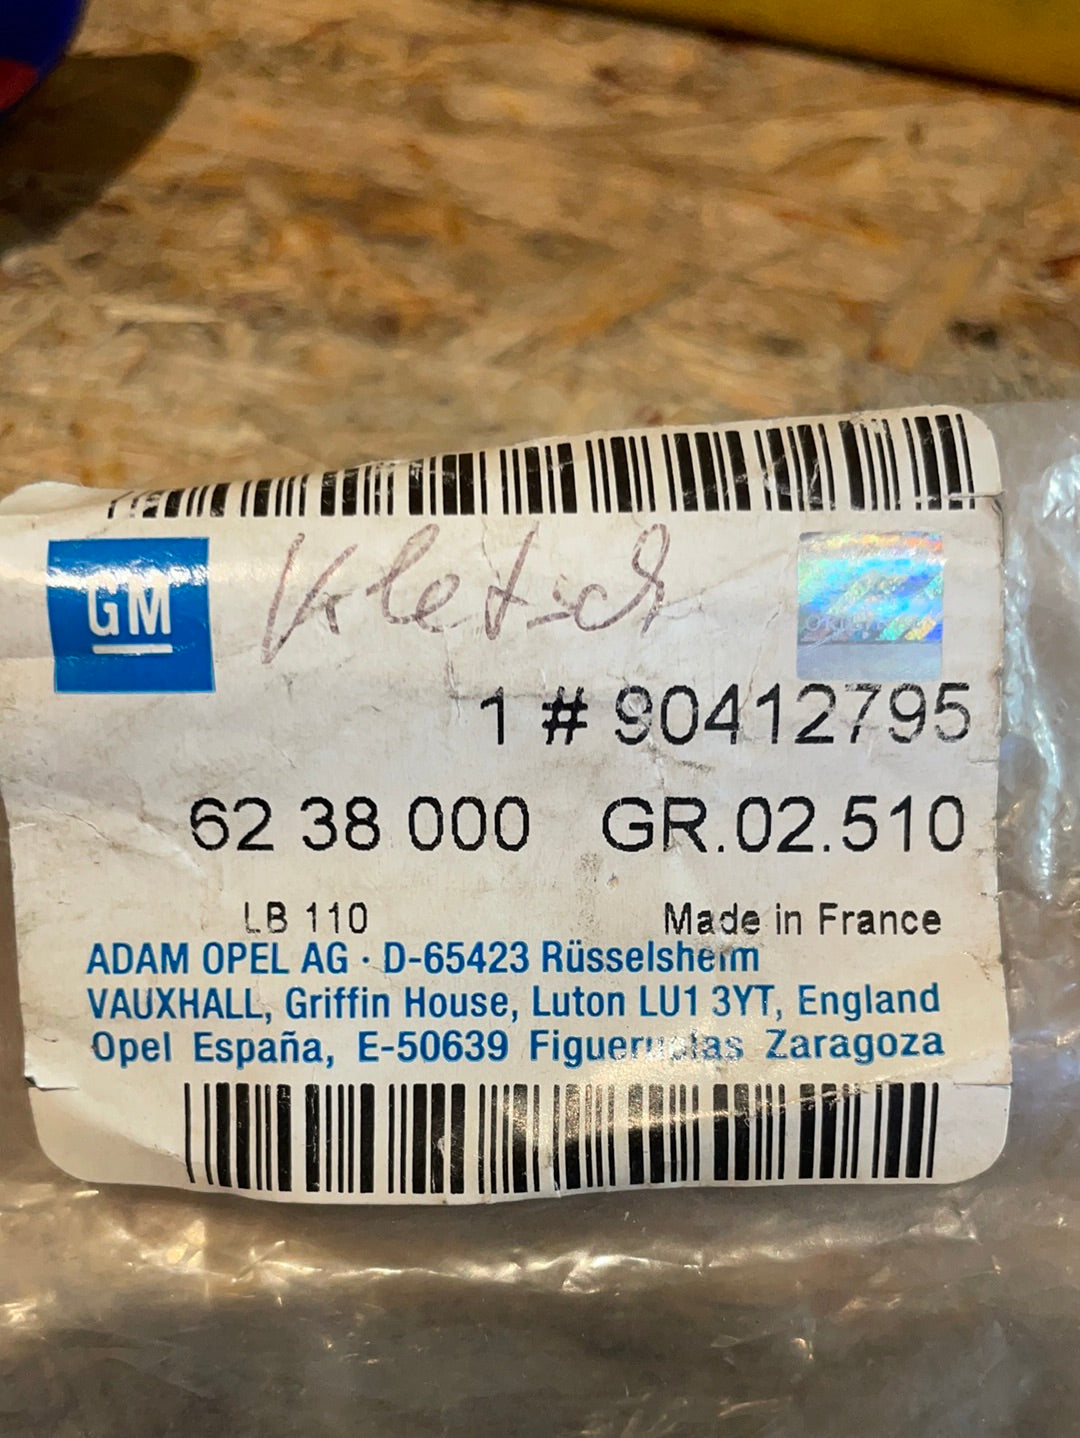 GM
1 # 90412795
62 38 000 GR.02.510
LB 110 Made in France
ADAM OPEL AG · D-65423 Rüsselsheim
VAUXHALL, Griffin House, Luton LU1 3YT, England
Opel España, E-50639 Figueruelas Zaragoza